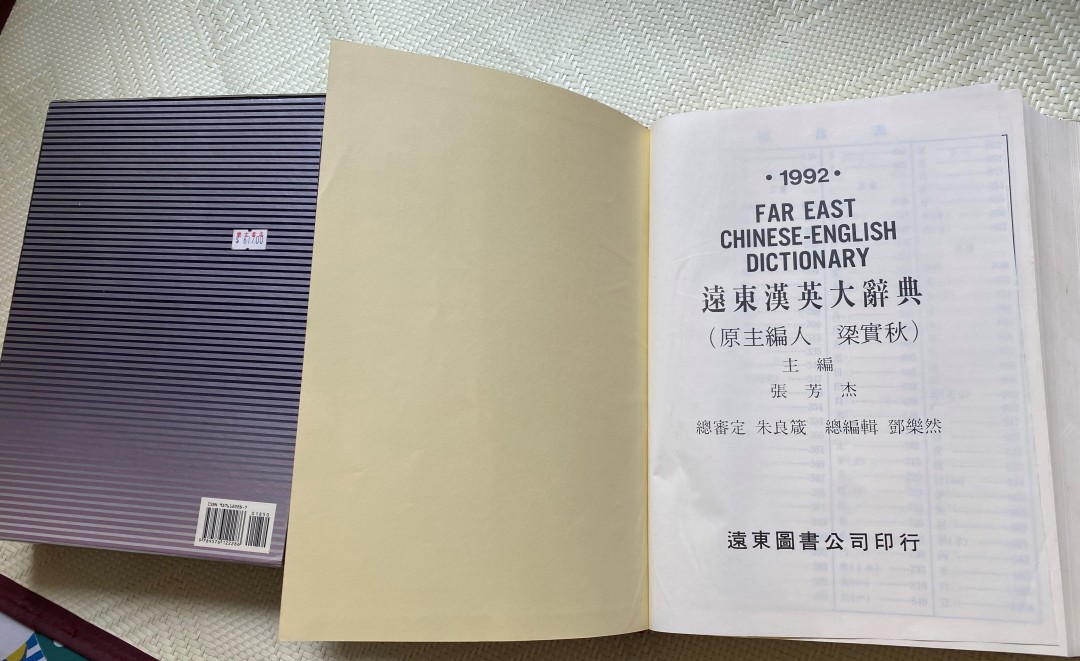 • 1992 •
FAR EAST
CHINESE-ENGLISH
DICTIONARY
遠東漢英大辭典
（原主編人　梁實秋）
主 編
張 芳 杰
總審定 朱良箴 總編輯 鄧樂然
遠東圖書公司印行